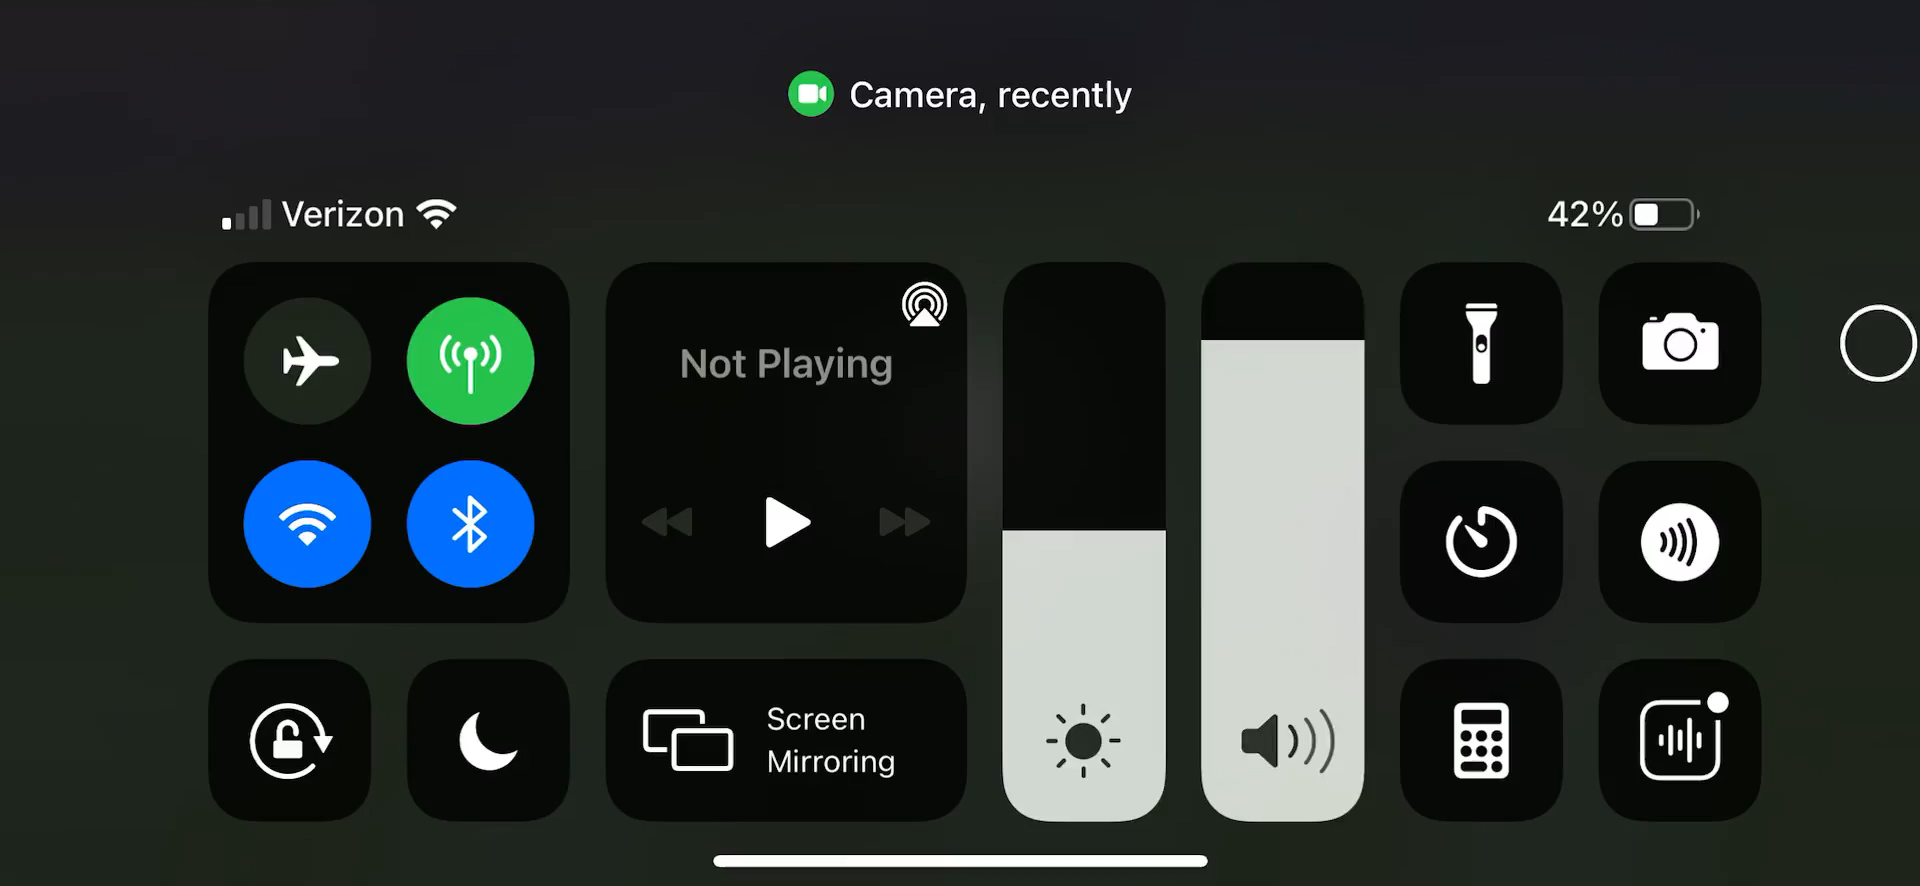 Camera, recently
Verizon
42%
Not Playing
Screen
Mirroring